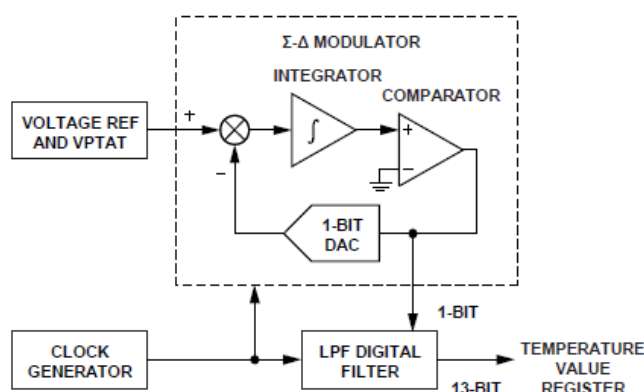 Σ-Δ MODULATOR
INTEGRATOR
COMPARATOR
VOLTAGE REF
AND VPTAT
+
−
∫
+
−
1-BIT
DAC
1-BIT
CLOCK
GENERATOR
LPF DIGITAL
FILTER
13-BIT
TEMPERATURE
VALUE
REGISTER